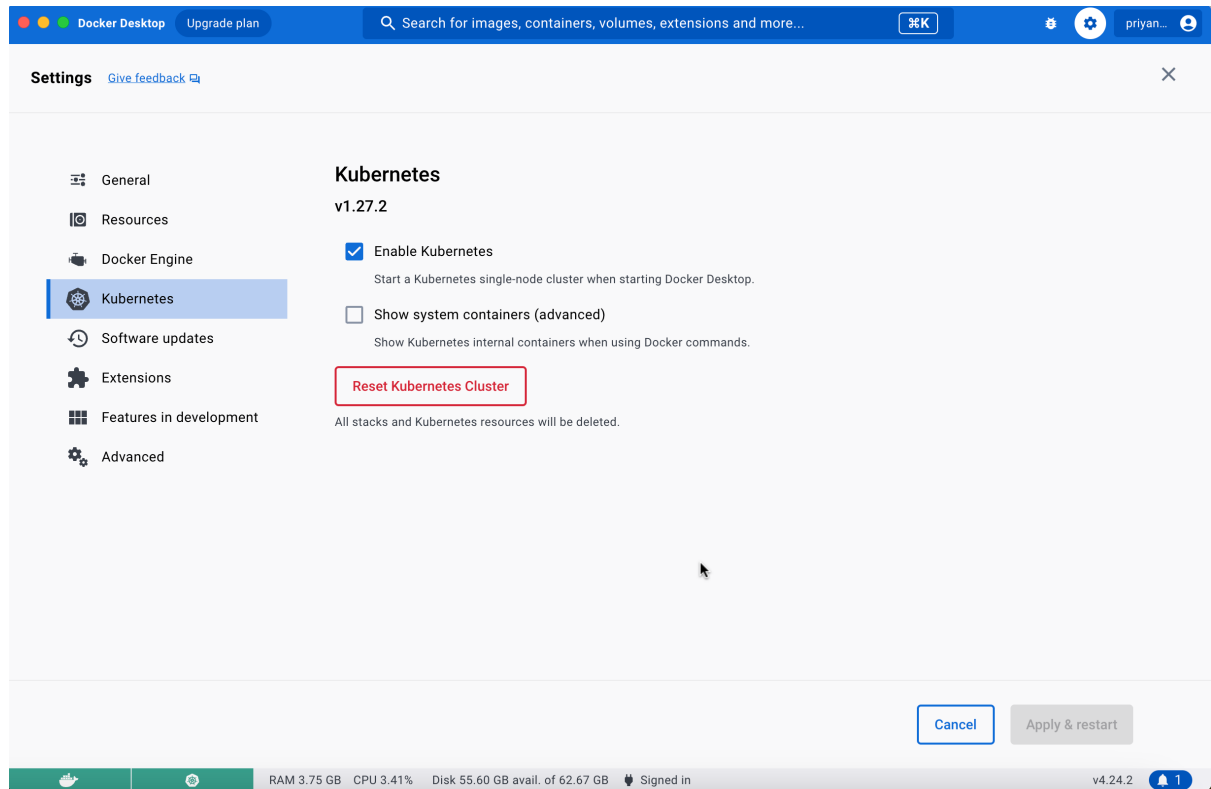 Docker Desktop Upgrade plan Search for images, containers, volumes, extensions and more... ⌘K priyan...
Settings Give feedback
General
Resources
Docker Engine
Kubernetes
Software updates
Extensions
Features in development
Advanced
Kubernetes
v1.27.2
Enable Kubernetes
Start a Kubernetes single-node cluster when starting Docker Desktop.
Show system containers (advanced)
Show Kubernetes internal containers when using Docker commands.
Reset Kubernetes Cluster
All stacks and Kubernetes resources will be deleted.
Cancel Apply & restart
RAM 3.75 GB CPU 3.41% Disk 55.60 GB avail. of 62.67 GB Signed in v4.24.2 1